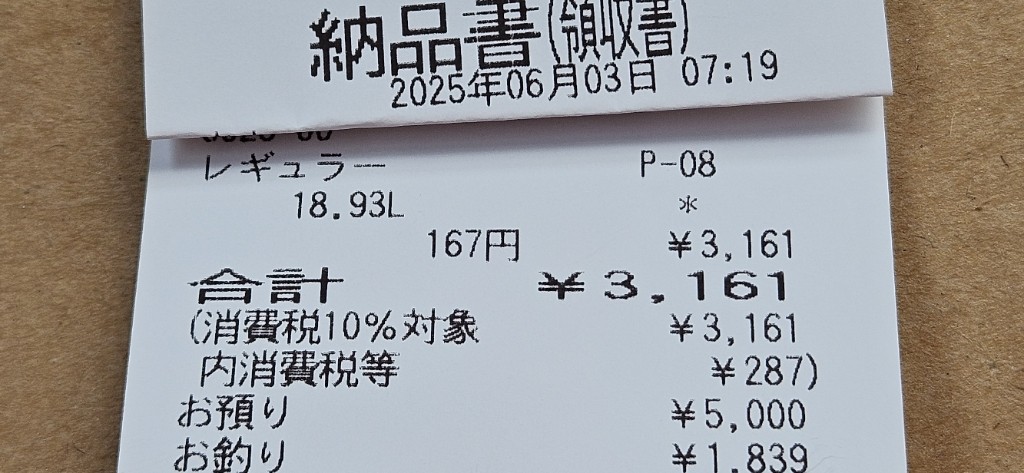 納品書(領収書)
2025年06月03日 07:19
レギュラー P-08
18.93L *
167円 ¥3,161
合計 ¥3,161
(消費税10%対象 ¥3,161
内消費税等 ¥287)
お預り ¥5,000
お釣り ¥1,839